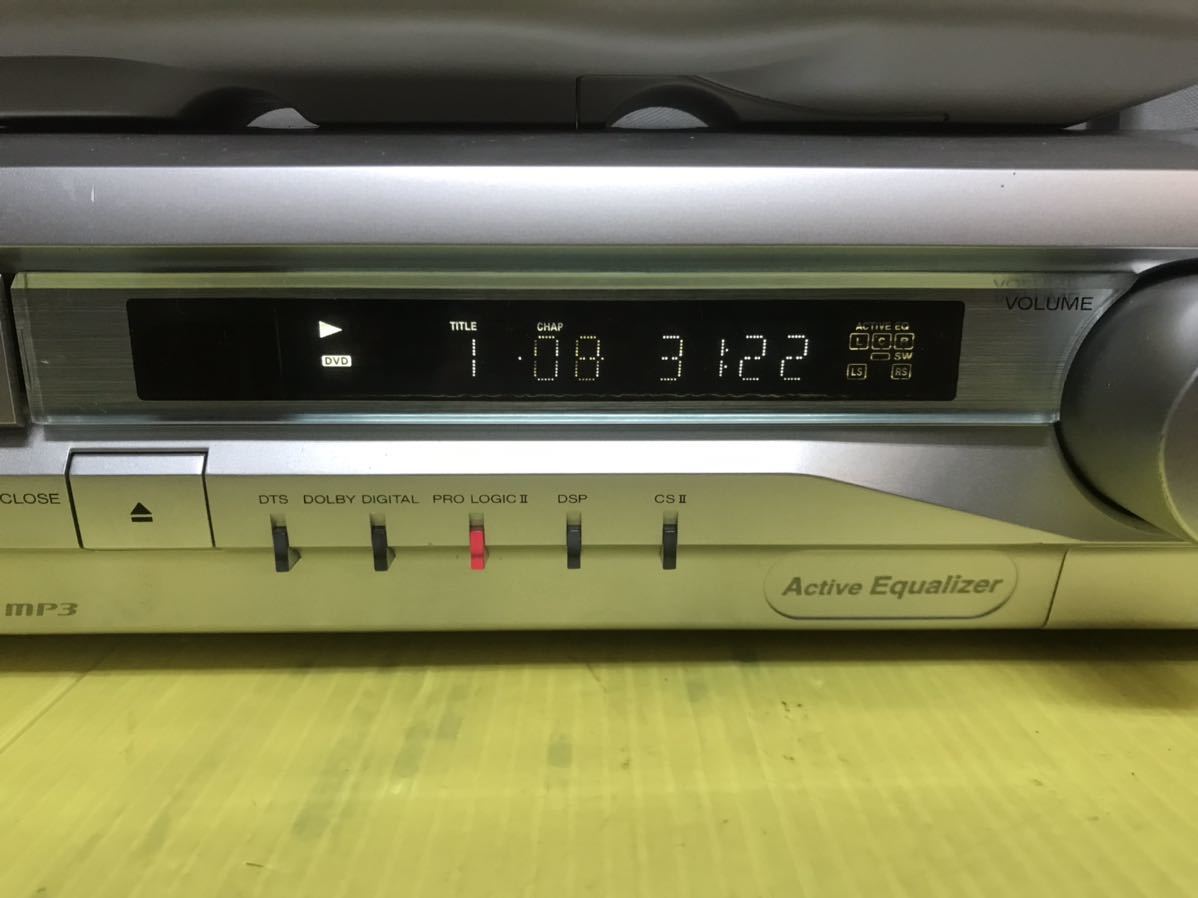 VOLUME
ACTIVE EQ
TITLE CHAP
L C R
DVD 1 08 31:22
SW
LS RS
CLOSE
DTS DOLBY DIGITAL PRO LOGIC II DSP CS II
Active Equalizer
MP3